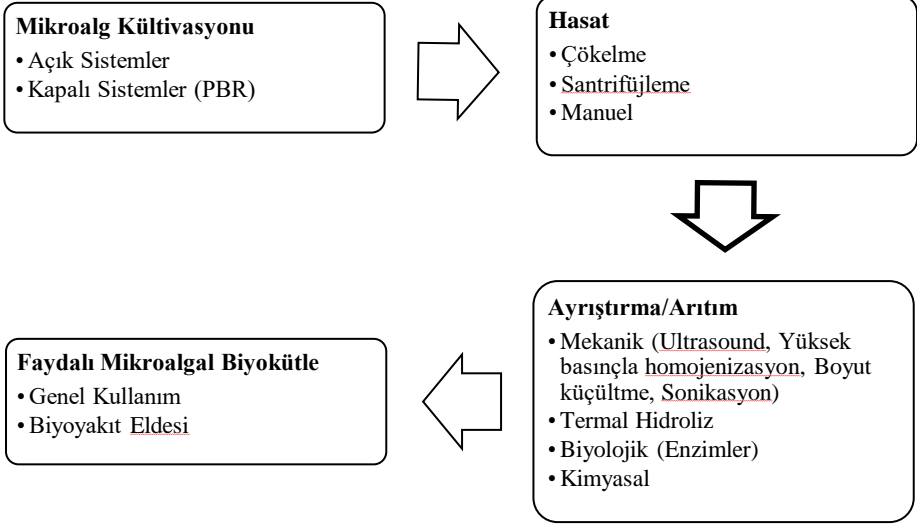 Mikroalg Kültivasyonu
• Açık Sistemler
• Kapalı Sistemler (PBR)
Hasat
• Çökelme
• Santrifüjleme
• Manuel
Ayrıştırma/Arıtım
• Mekanik (Ultrasound, Yüksek
basınçla homojenizasyon, Boyut
küçültme, Sonikasyon)
• Termal Hidroliz
• Biyolojik (Enzimler)
• Kimyasal
Faydalı Mikroalgal Biyokütle
• Genel Kullanım
• Biyoyakıt Eldesi